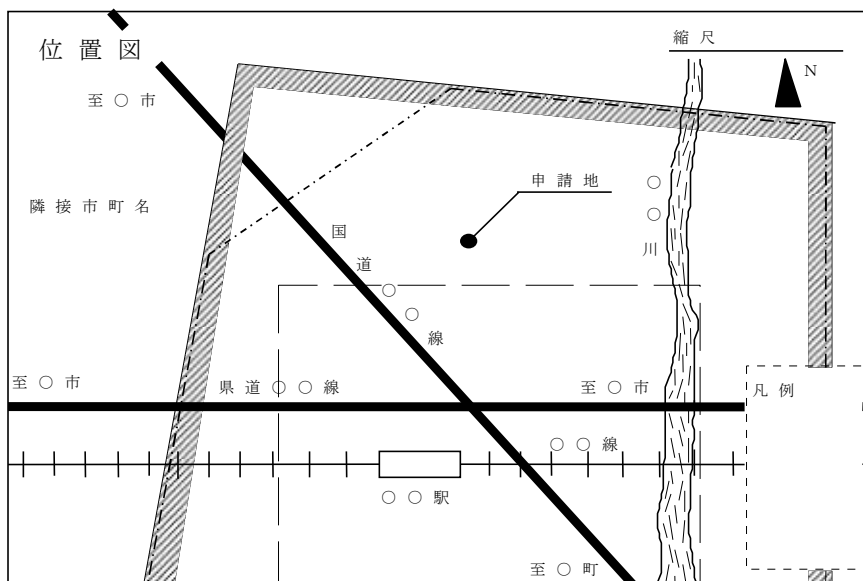 位置図
縮尺
N
至○市
申請地
隣接市町名
○○川
国道○○線
至○市
県道○○線
至○市
凡例
○○線
○○駅
至○町